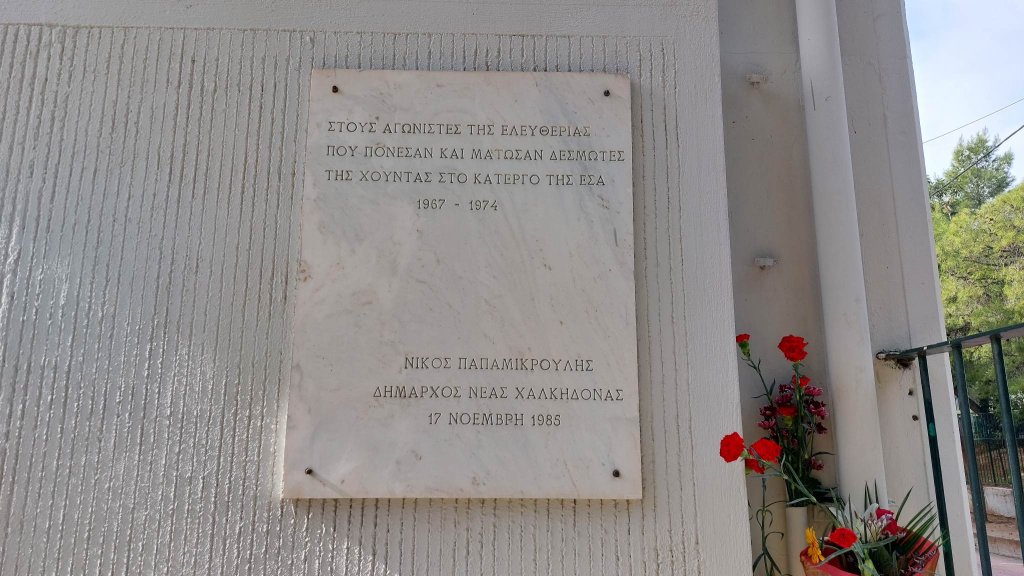 ΣΤΟΥΣ ΑΓΩΝΙΣΤΕΣ ΤΗΣ ΕΛΕΥΘΕΡΙΑΣ
ΠΟΥ ΠΟΝΕΣΑΝ ΚΑΙ ΜΑΤΩΣΑΝ ΔΕΣΜΩΤΕΣ
ΤΗΣ ΧΟΥΝΤΑΣ ΣΤΟ ΚΑΤΕΡΓΟ ΤΗΣ ΕΣΑ
1967 - 1974
ΝΙΚΟΣ ΠΑΠΑΜΙΚΡΟΥΛΗΣ
ΔΗΜΑΡΧΟΣ ΝΕΑΣ ΧΑΛΚΗΔΟΝΑΣ
17 ΝΟΕΜΒΡΗ 1985